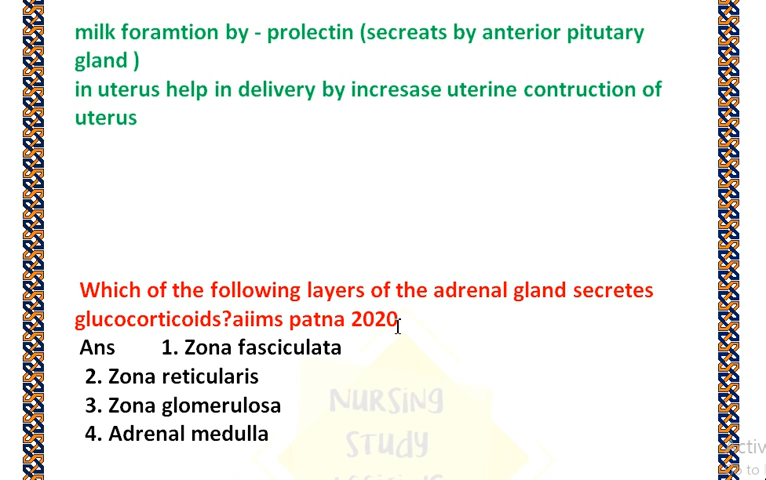 milk foramtion by - prolectin (secreats by anterior pitutary
gland )
in uterus help in delivery by incresase uterine contruction of
uterus
Which of the following layers of the adrenal gland secretes
glucocorticoids?aiims patna 2020
Ans 1. Zona fasciculata
2. Zona reticularis
3. Zona glomerulosa
4. Adrenal medulla
NURSING
STUDY